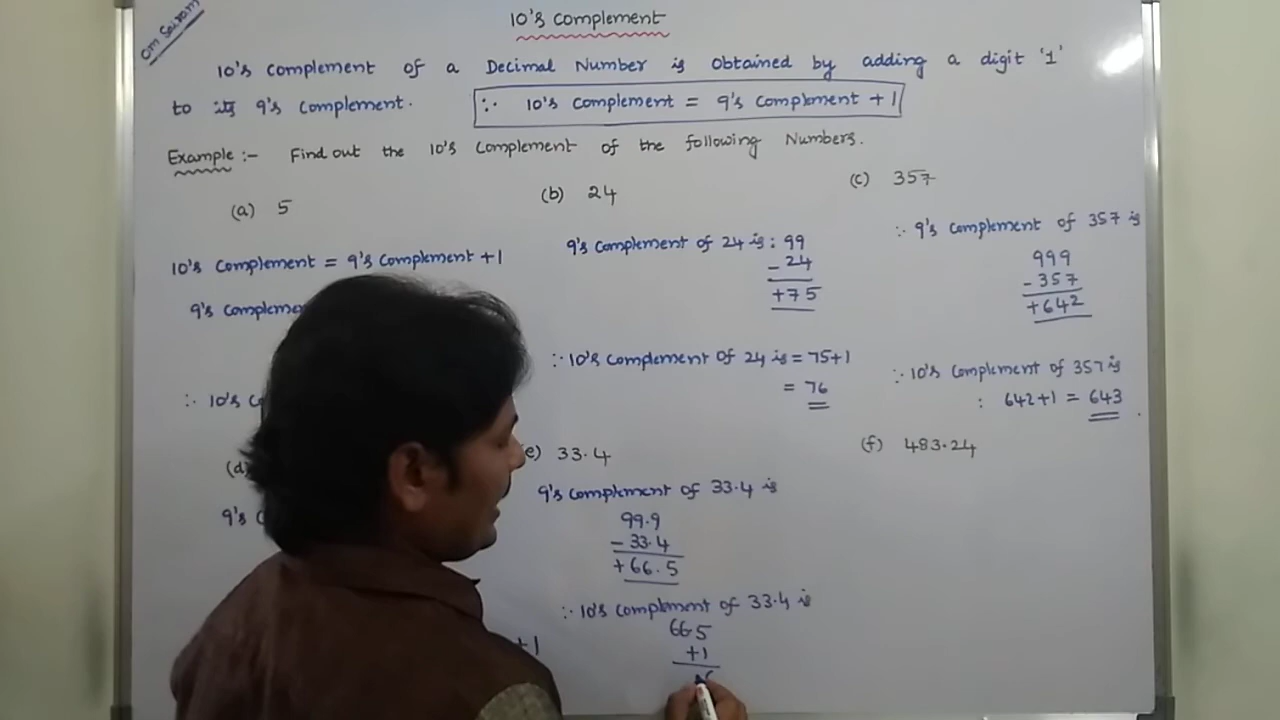 Om Sairam
10's complement
10's complement of a Decimal Number is obtained by adding a digit '1'
to its 9's complement. ∴ 10's complement = 9's complement + 1
Example :- Find out the 10's complement of the following Numbers.
(a) 5
(b) 24
(c) 357
10's complement = 9's complement + 1
9's compleme
∴ 10's co
9's complement of 24 is : 99
- 24
+75
∴ 10's complement of 24 is = 75+1
= 76
∴ 9's complement of 357 is
999
- 357
+642
∴ 10's complement of 357 is
: 642+1 = 643
(d)
9's c
+1
e) 33.4
9's complement of 33.4 is
99.9
- 33.4
+66.5
∴ 10's complement of 33.4 is
66.5
+1
(f) 483.24